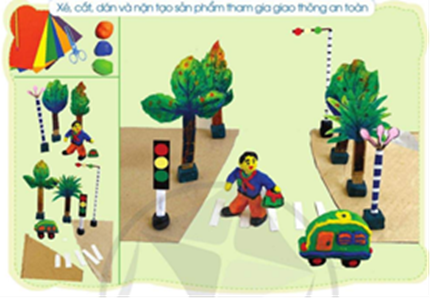 Xé, cắt, dán và nặn tạo sản phẩm tham gia giao thông an toàn